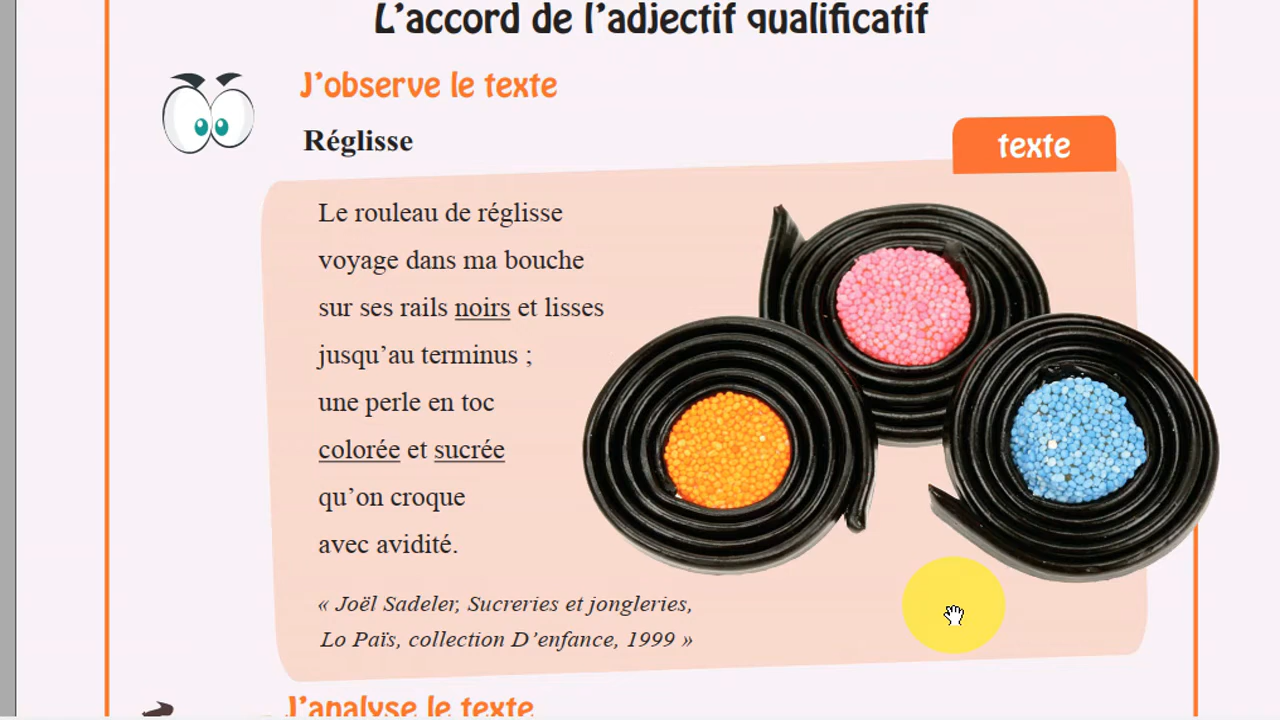 L'accord de l'adjectif qualificatif
J'observe le texte
Réglisse
texte
Le rouleau de réglisse
voyage dans ma bouche
sur ses rails noirs et lisses
jusqu'au terminus ;
une perle en toc
colorée et sucrée
qu'on croque
avec avidité.
« Joël Sadeler, Sucreries et jongleries,
Lo Païs, collection D'enfance, 1999 »
J'analyse le texte